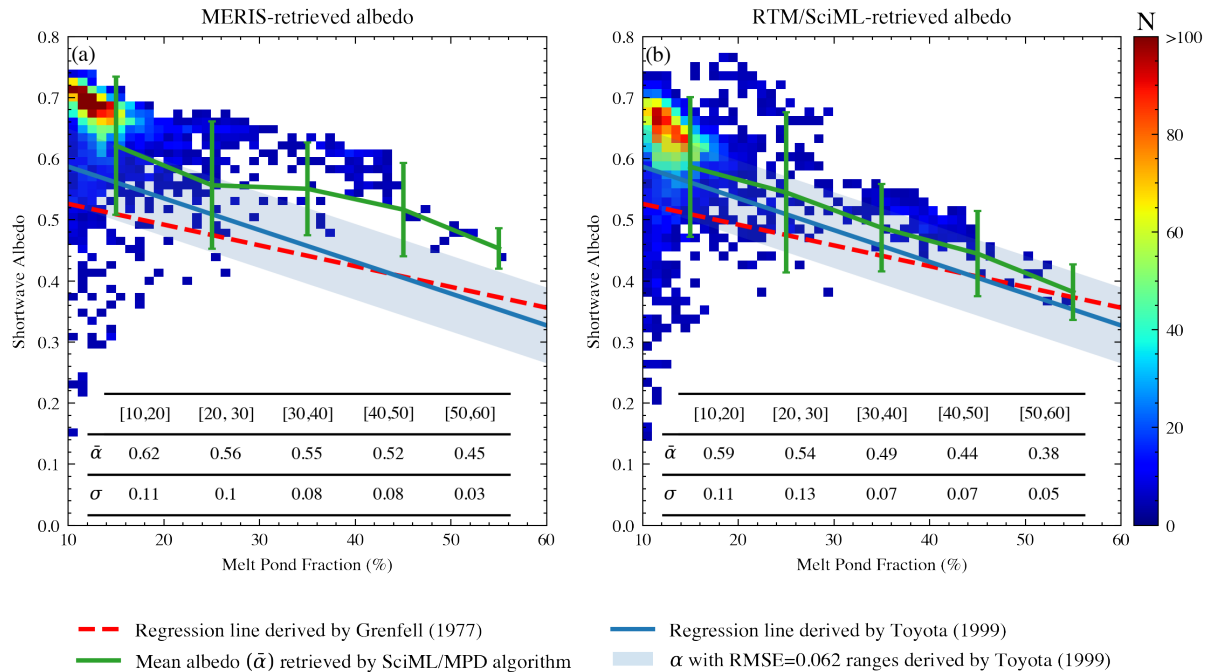 MERIS-retrieved albedo
(a)
Shortwave Albedo
0.8
0.7
0.6
0.5
0.4
0.3
0.2
0.1
0.0
[10,20] [20, 30] [30,40] [40,50] [50,60]
ᾱ 0.62 0.56 0.55 0.52 0.45
σ 0.11 0.1 0.08 0.08 0.03
10 20 30 40 50 60
Melt Pond Fraction (%)
RTM/SciML-retrieved albedo
(b)
Shortwave Albedo
0.8
0.7
0.6
0.5
0.4
0.3
0.2
0.1
0.0
[10,20] [20, 30] [30,40] [40,50] [50,60]
ᾱ 0.59 0.54 0.49 0.44 0.38
σ 0.11 0.13 0.07 0.07 0.05
10 20 30 40 50 60
Melt Pond Fraction (%)
N
>100
80
60
40
20
0
Regression line derived by Grenfell (1977)
Mean albedo (ᾱ) retrieved by SciML/MPD algorithm
Regression line derived by Toyota (1999)
α with RMSE=0.062 ranges derived by Toyota (1999)